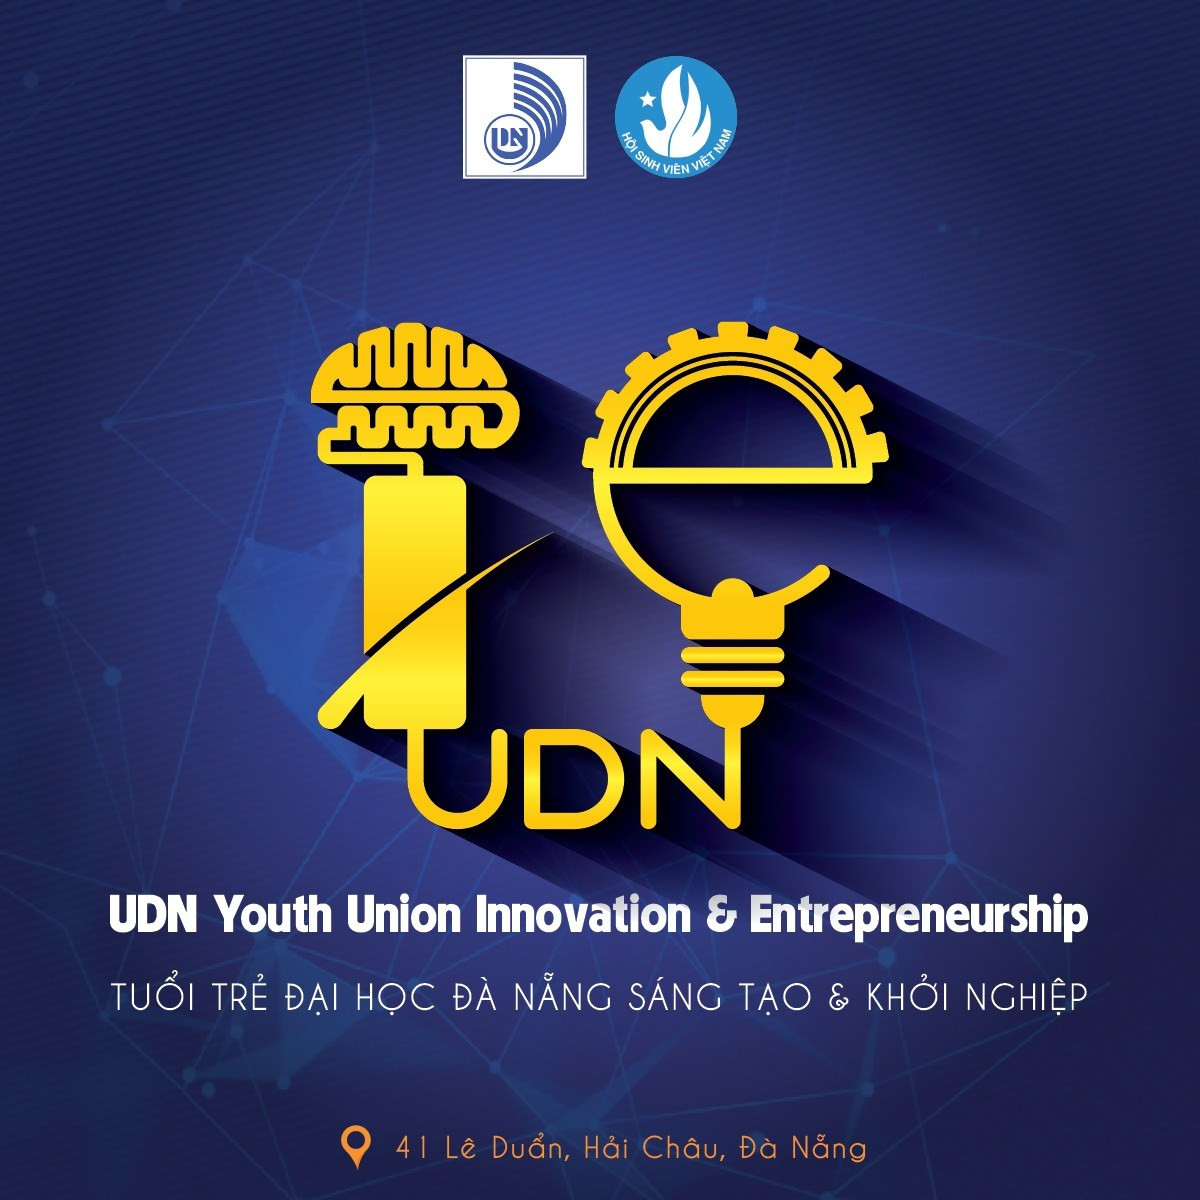 UDN
HỘI SINH VIÊN VIỆT NAM
ie
UDN
UDN Youth Union Innovation & Entrepreneurship
TUỔI TRẺ ĐẠI HỌC ĐÀ NẴNG SÁNG TẠO & KHỞI NGHIỆP
41 Lê Duẩn, Hải Châu, Đà Nẵng